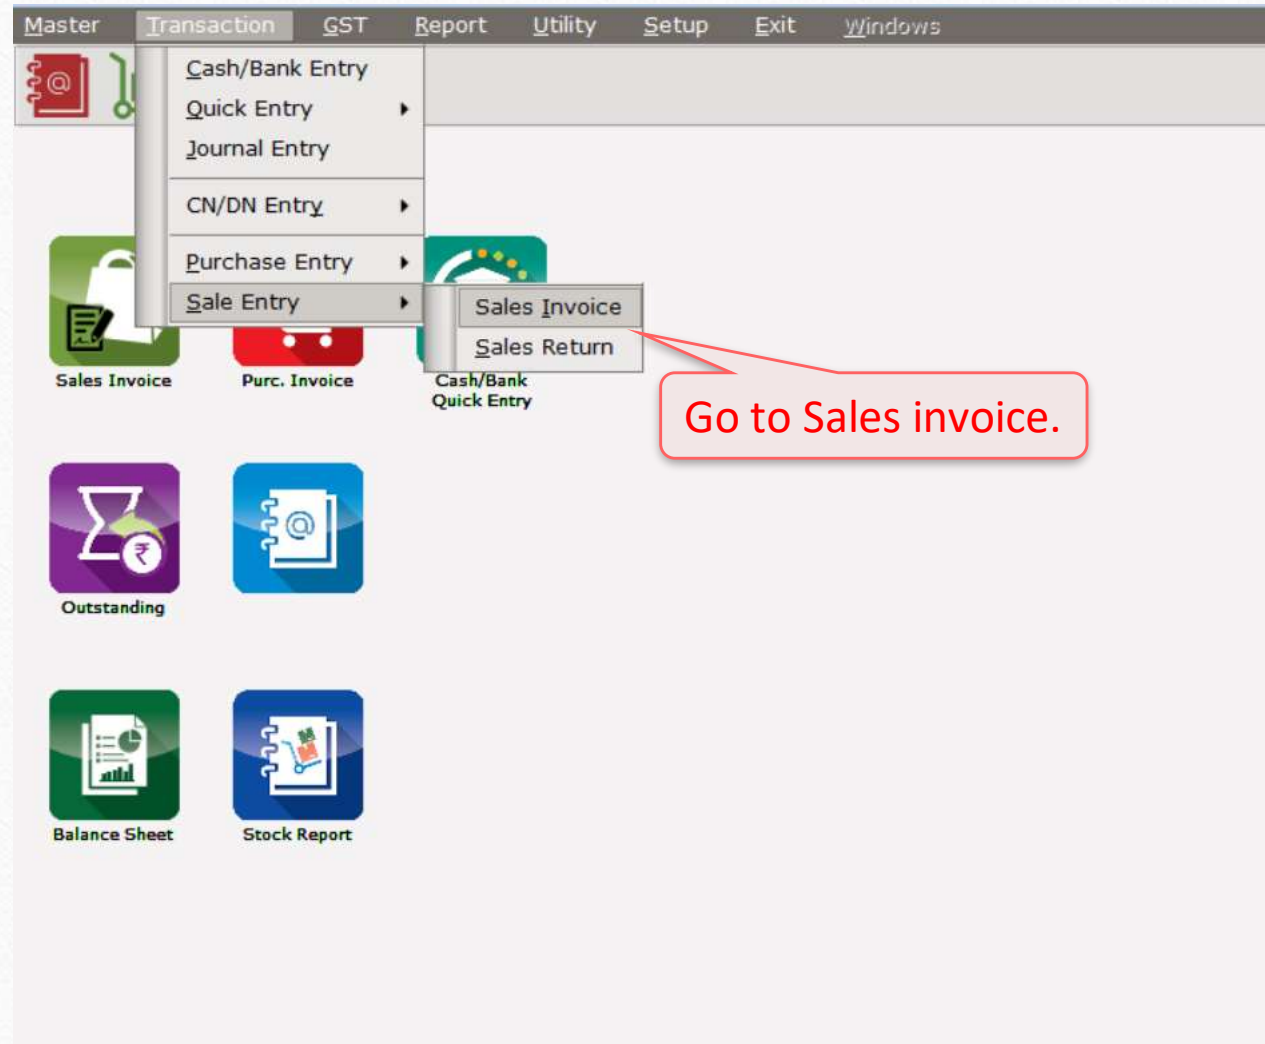 Master Transaction GST Report Utility Setup Exit Windows
Cash/Bank Entry
Quick Entry
Journal Entry
CN/DN Entry
Purchase Entry
Sale Entry
Sales Invoice
Sales Return
Go to Sales invoice.
Sales Invoice
Purc. Invoice
Cash/Bank
Quick Entry
Outstanding
Balance Sheet
Stock Report